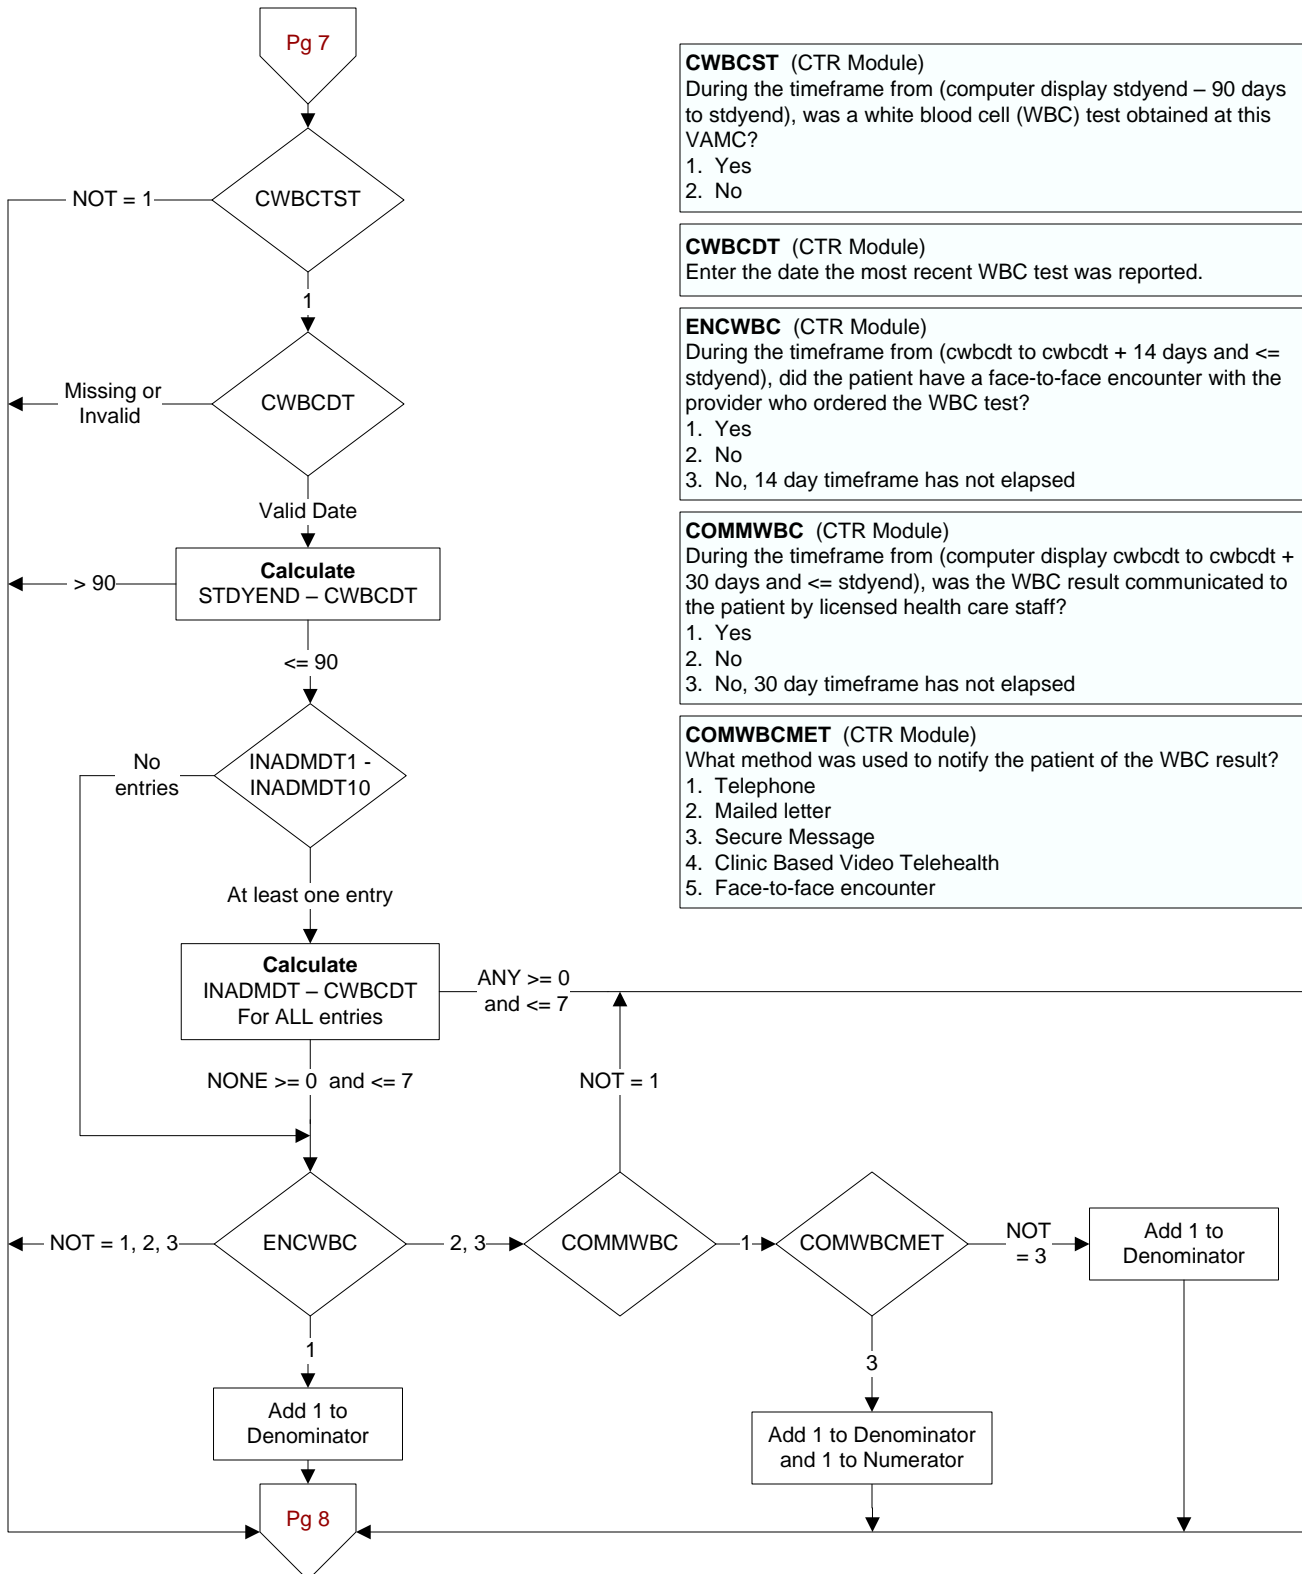 Pg 7
CWBCTST
NOT = 1
1
CWBCDT
Missing or
Invalid
Valid Date
Calculate
STDYEND – CWBCDT
> 90
<= 90
INADMDT1 -
INADMDT10
No
entries
At least one entry
Calculate
INADMDT – CWBCDT
For ALL entries
ANY >= 0
and <= 7
NONE >= 0 and <= 7
NOT = 1
ENCWBC
NOT = 1, 2, 3
2, 3
COMMWBC
1
COMWBCMET
NOT
= 3
Add 1 to
Denominator
1
3
Add 1 to
Denominator
Add 1 to Denominator
and 1 to Numerator
Pg 8
CWBCST (CTR Module)
During the timeframe from (computer display stdyend – 90 days
to stdyend), was a white blood cell (WBC) test obtained at this
VAMC?
1. Yes
2. No
CWBCDT (CTR Module)
Enter the date the most recent WBC test was reported.
ENCWBC (CTR Module)
During the timeframe from (cwbcdt to cwbcdt + 14 days and <=
stdyend), did the patient have a face-to-face encounter with the
provider who ordered the WBC test?
1. Yes
2. No
3. No, 14 day timeframe has not elapsed
COMMWBC (CTR Module)
During the timeframe from (computer display cwbcdt to cwbcdt +
30 days and <= stdyend), was the WBC result communicated to
the patient by licensed health care staff?
1. Yes
2. No
3. No, 30 day timeframe has not elapsed
COMWBCMET (CTR Module)
What method was used to notify the patient of the WBC result?
1. Telephone
2. Mailed letter
3. Secure Message
4. Clinic Based Video Telehealth
5. Face-to-face encounter